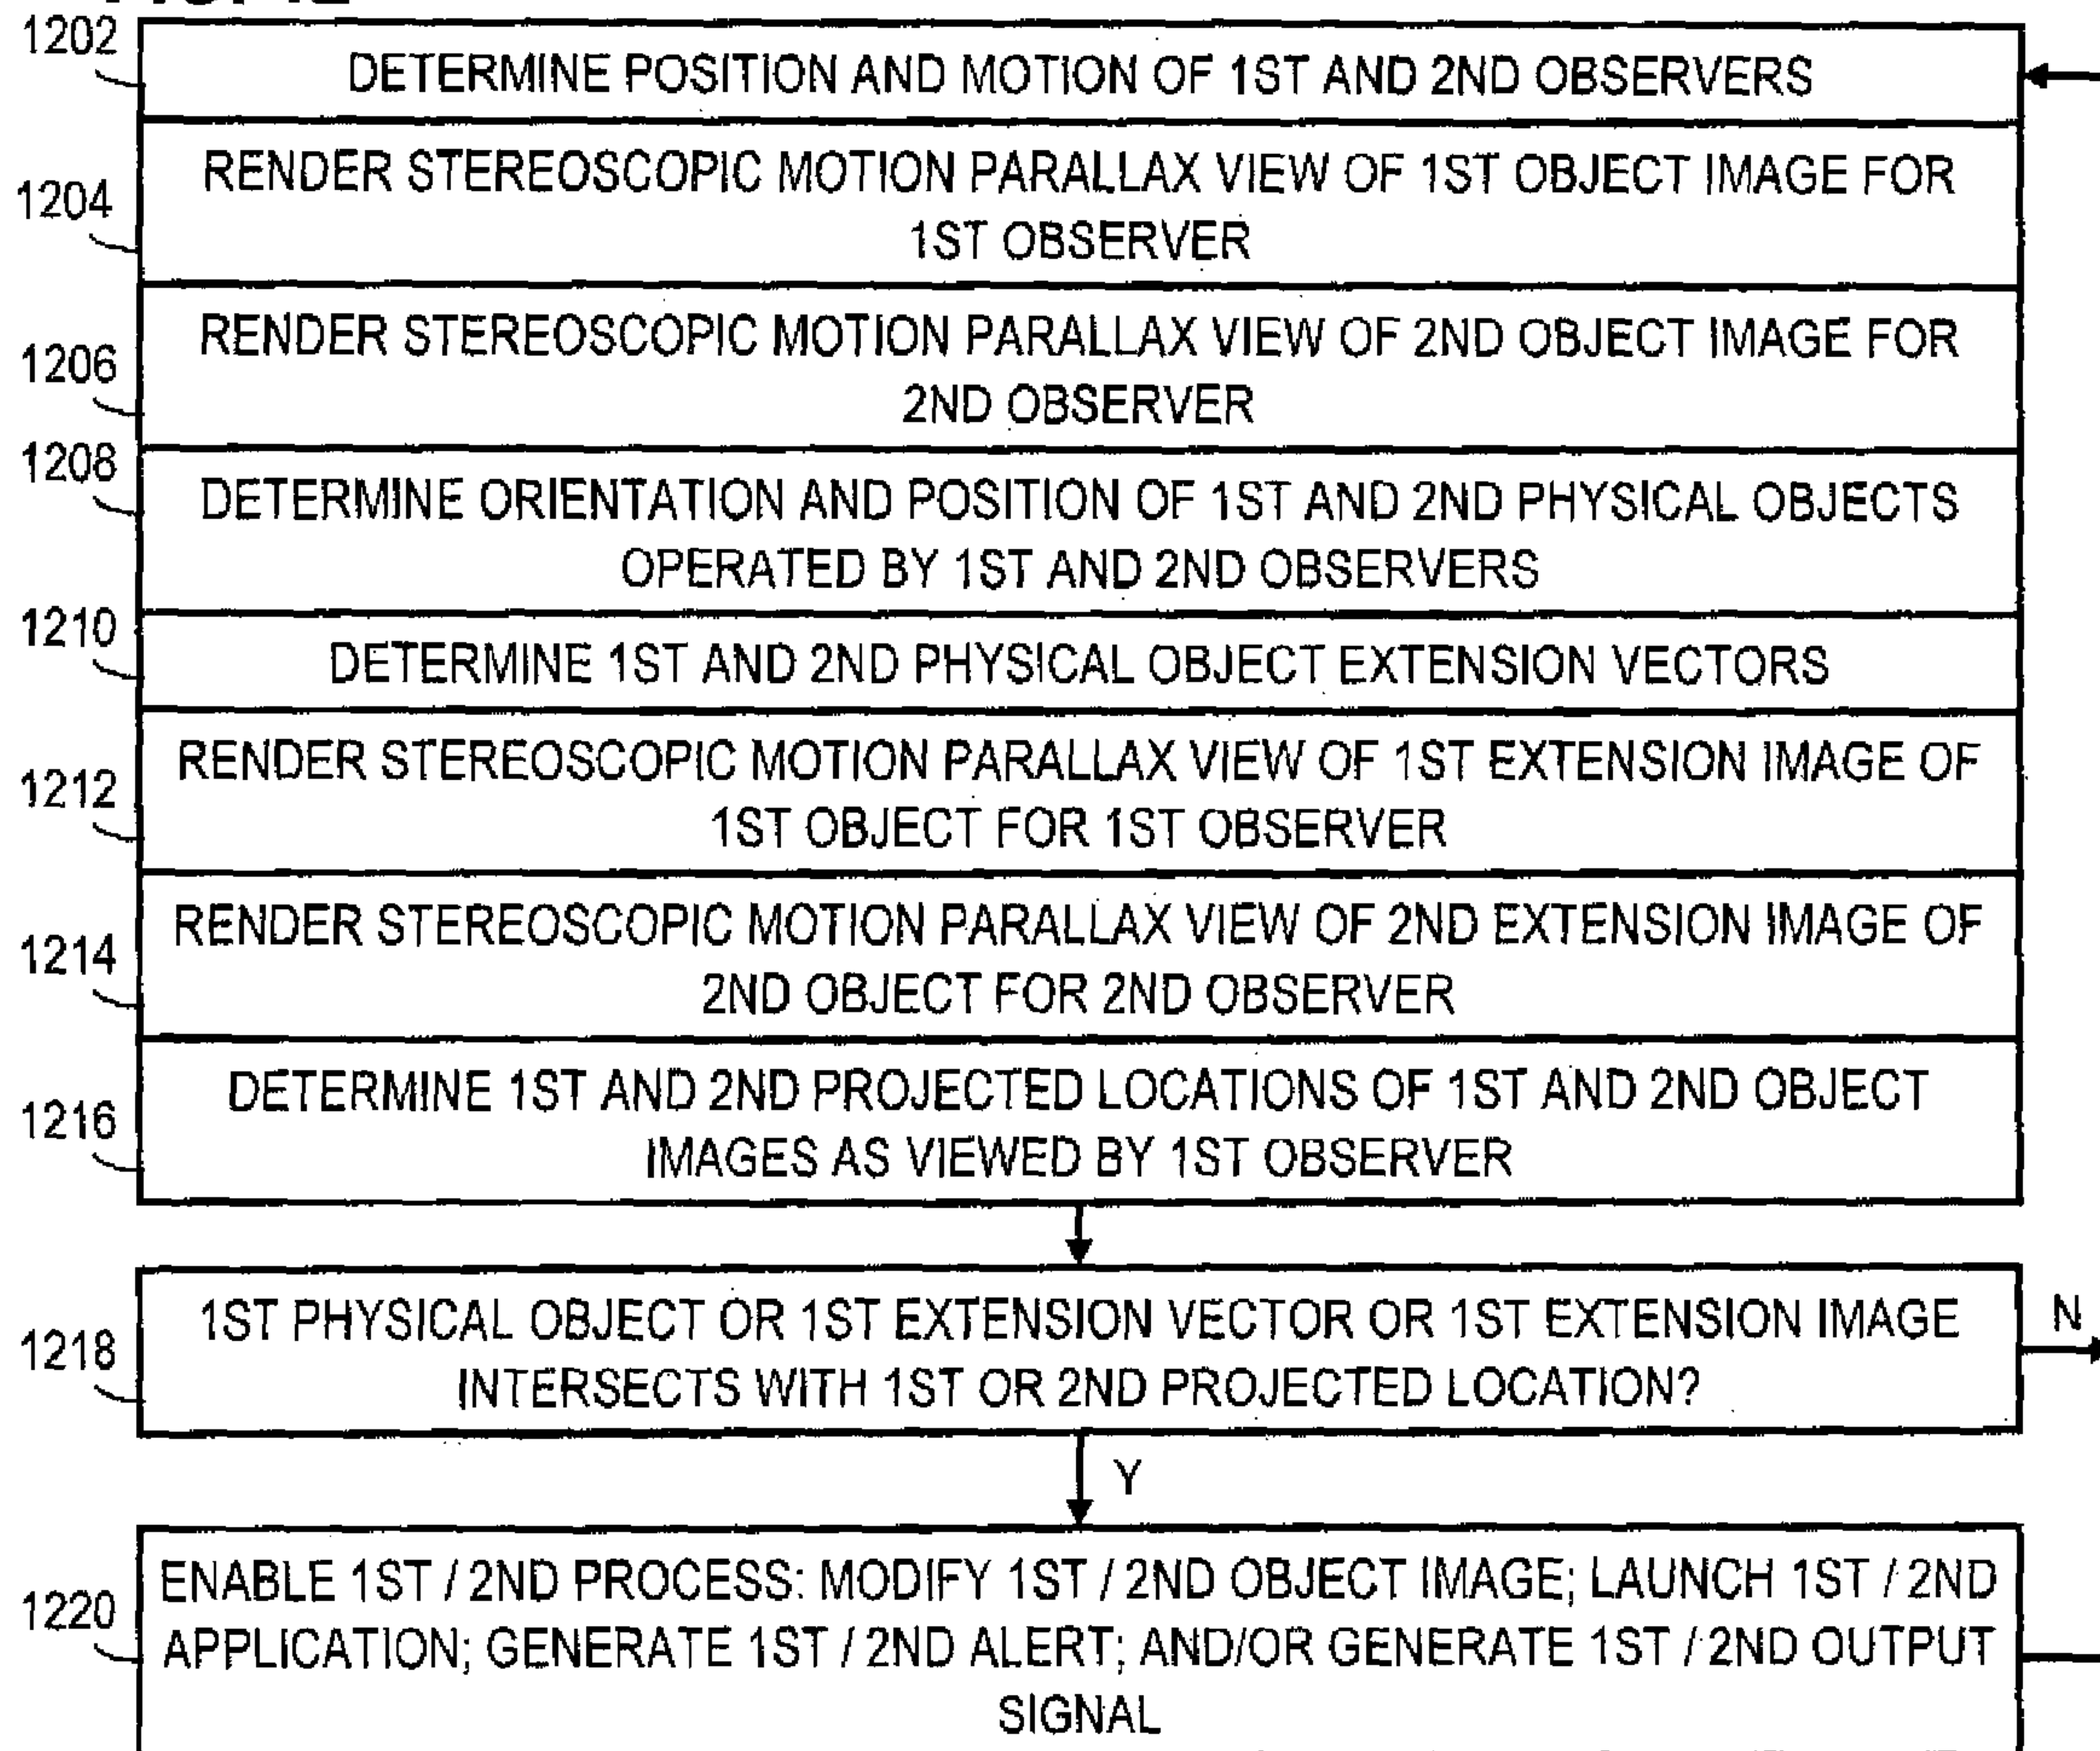 1202
DETERMINE POSITION AND MOTION OF 1ST AND 2ND OBSERVERS
1204
RENDER STEREOSCOPIC MOTION PARALLAX VIEW OF 1ST OBJECT IMAGE FOR
1ST OBSERVER
1206
RENDER STEREOSCOPIC MOTION PARALLAX VIEW OF 2ND OBJECT IMAGE FOR
2ND OBSERVER
1208
DETERMINE ORIENTATION AND POSITION OF 1ST AND 2ND PHYSICAL OBJECTS
OPERATED BY 1ST AND 2ND OBSERVERS
1210
DETERMINE 1ST AND 2ND PHYSICAL OBJECT EXTENSION VECTORS
1212
RENDER STEREOSCOPIC MOTION PARALLAX VIEW OF 1ST EXTENSION IMAGE OF
1ST OBJECT FOR 1ST OBSERVER
1214
RENDER STEREOSCOPIC MOTION PARALLAX VIEW OF 2ND EXTENSION IMAGE OF
2ND OBJECT FOR 2ND OBSERVER
1216
DETERMINE 1ST AND 2ND PROJECTED LOCATIONS OF 1ST AND 2ND OBJECT
IMAGES AS VIEWED BY 1ST OBSERVER
1218
1ST PHYSICAL OBJECT OR 1ST EXTENSION VECTOR OR 1ST EXTENSION IMAGE
INTERSECTS WITH 1ST OR 2ND PROJECTED LOCATION?
N
Y
1220
ENABLE 1ST / 2ND PROCESS: MODIFY 1ST / 2ND OBJECT IMAGE; LAUNCH 1ST / 2ND
APPLICATION; GENERATE 1ST / 2ND ALERT; AND/OR GENERATE 1ST / 2ND OUTPUT
SIGNAL